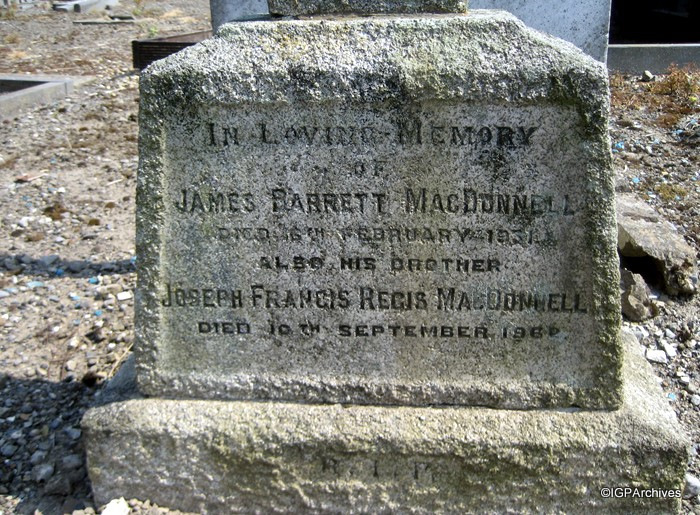 IN LOVING MEMORY
OF
JAMES BARRETT MACDONNELL
DIED 16TH FEBRUARY
ALSO HIS BROTHER
JOSEPH FRANCIS REGIS MACDONNELL
DIED 10TH SEPTEMBER 1962
R.I.P.
©IGPArchives